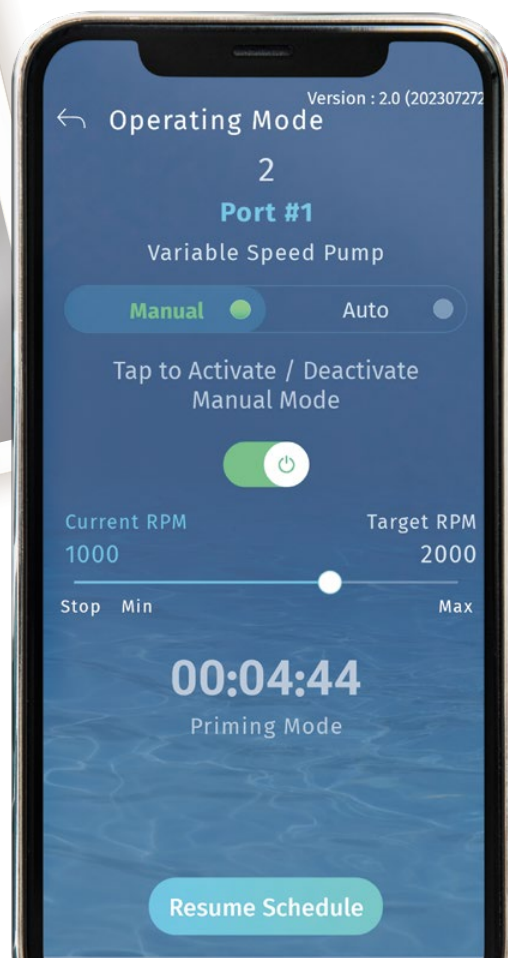 Version : 2.0 (202307272
Operating Mode
2
Port #1
Variable Speed Pump
Manual
Auto
Tap to Activate / Deactivate
Manual Mode
Current RPM
Target RPM
1000
2000
Stop Min Max
00:04:44
Priming Mode
Resume Schedule